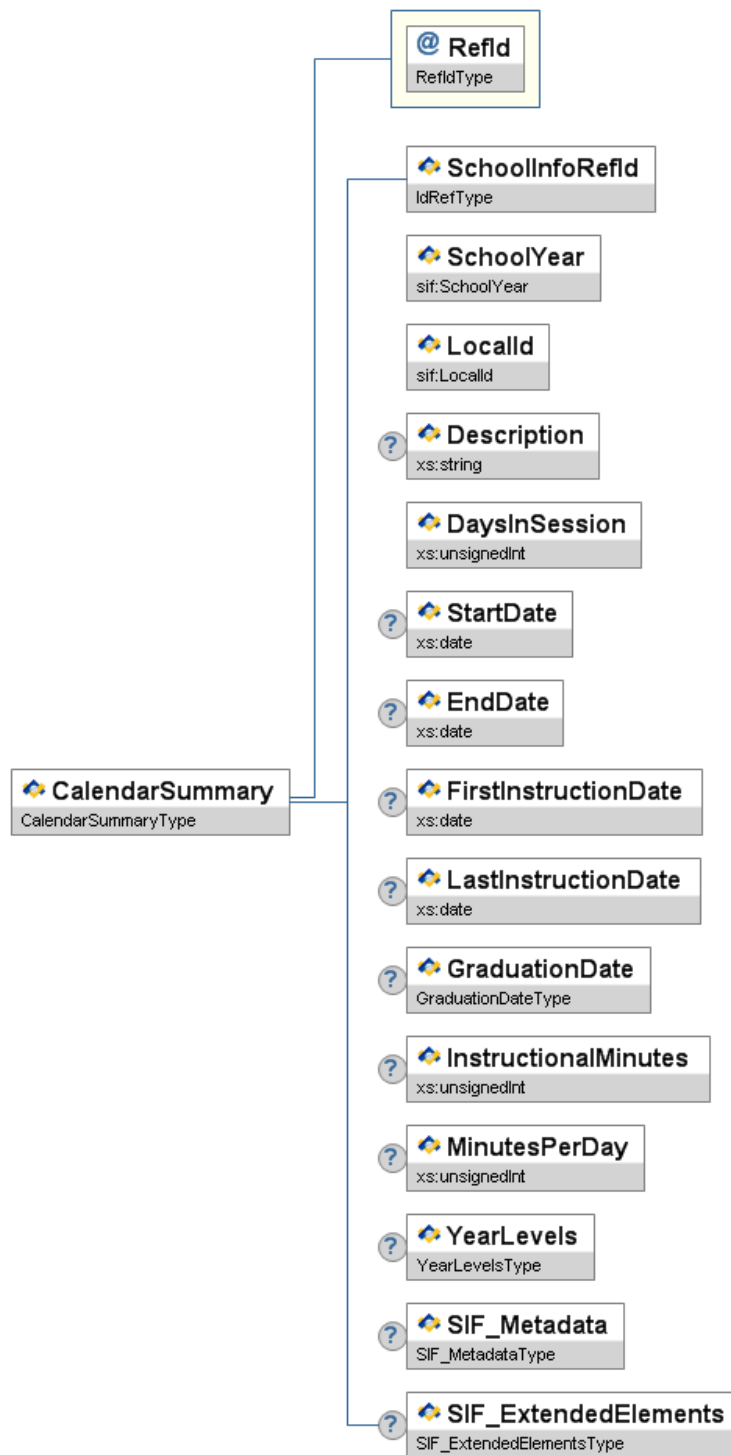 @ RefId
RefIdType
SchoolInfoRefId
IdRefType
SchoolYear
sif:SchoolYear
LocalId
sif:LocalId
? Description
xs:string
DaysInSession
xs:unsignedInt
? StartDate
xs:date
? EndDate
xs:date
CalendarSummary
CalendarSummaryType
? FirstInstructionDate
xs:date
? LastInstructionDate
xs:date
? GraduationDate
GraduationDateType
? InstructionalMinutes
xs:unsignedInt
? MinutesPerDay
xs:unsignedInt
? YearLevels
YearLevelsType
? SIF_Metadata
SIF_MetadataType
? SIF_ExtendedElements
SIF_ExtendedElementsType